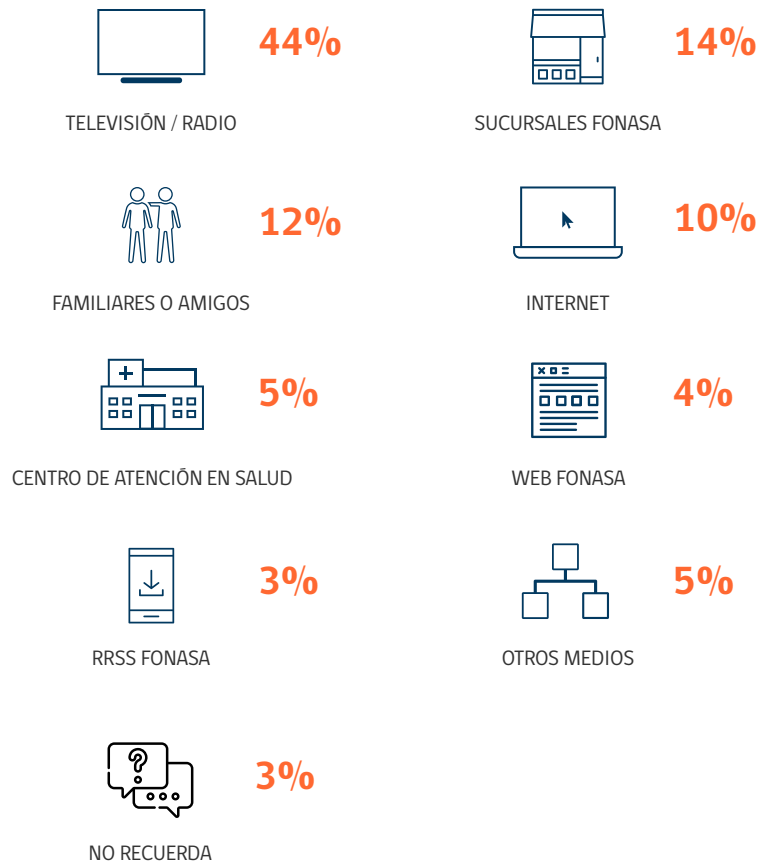 44%
14%
TELEVISIÓN / RADIO
SUCURSALES FONASA
12%
10%
FAMILIARES O AMIGOS
INTERNET
5%
4%
CENTRO DE ATENCIÓN EN SALUD
WEB FONASA
3%
5%
RRSS FONASA
OTROS MEDIOS
?
3%
NO RECUERDA